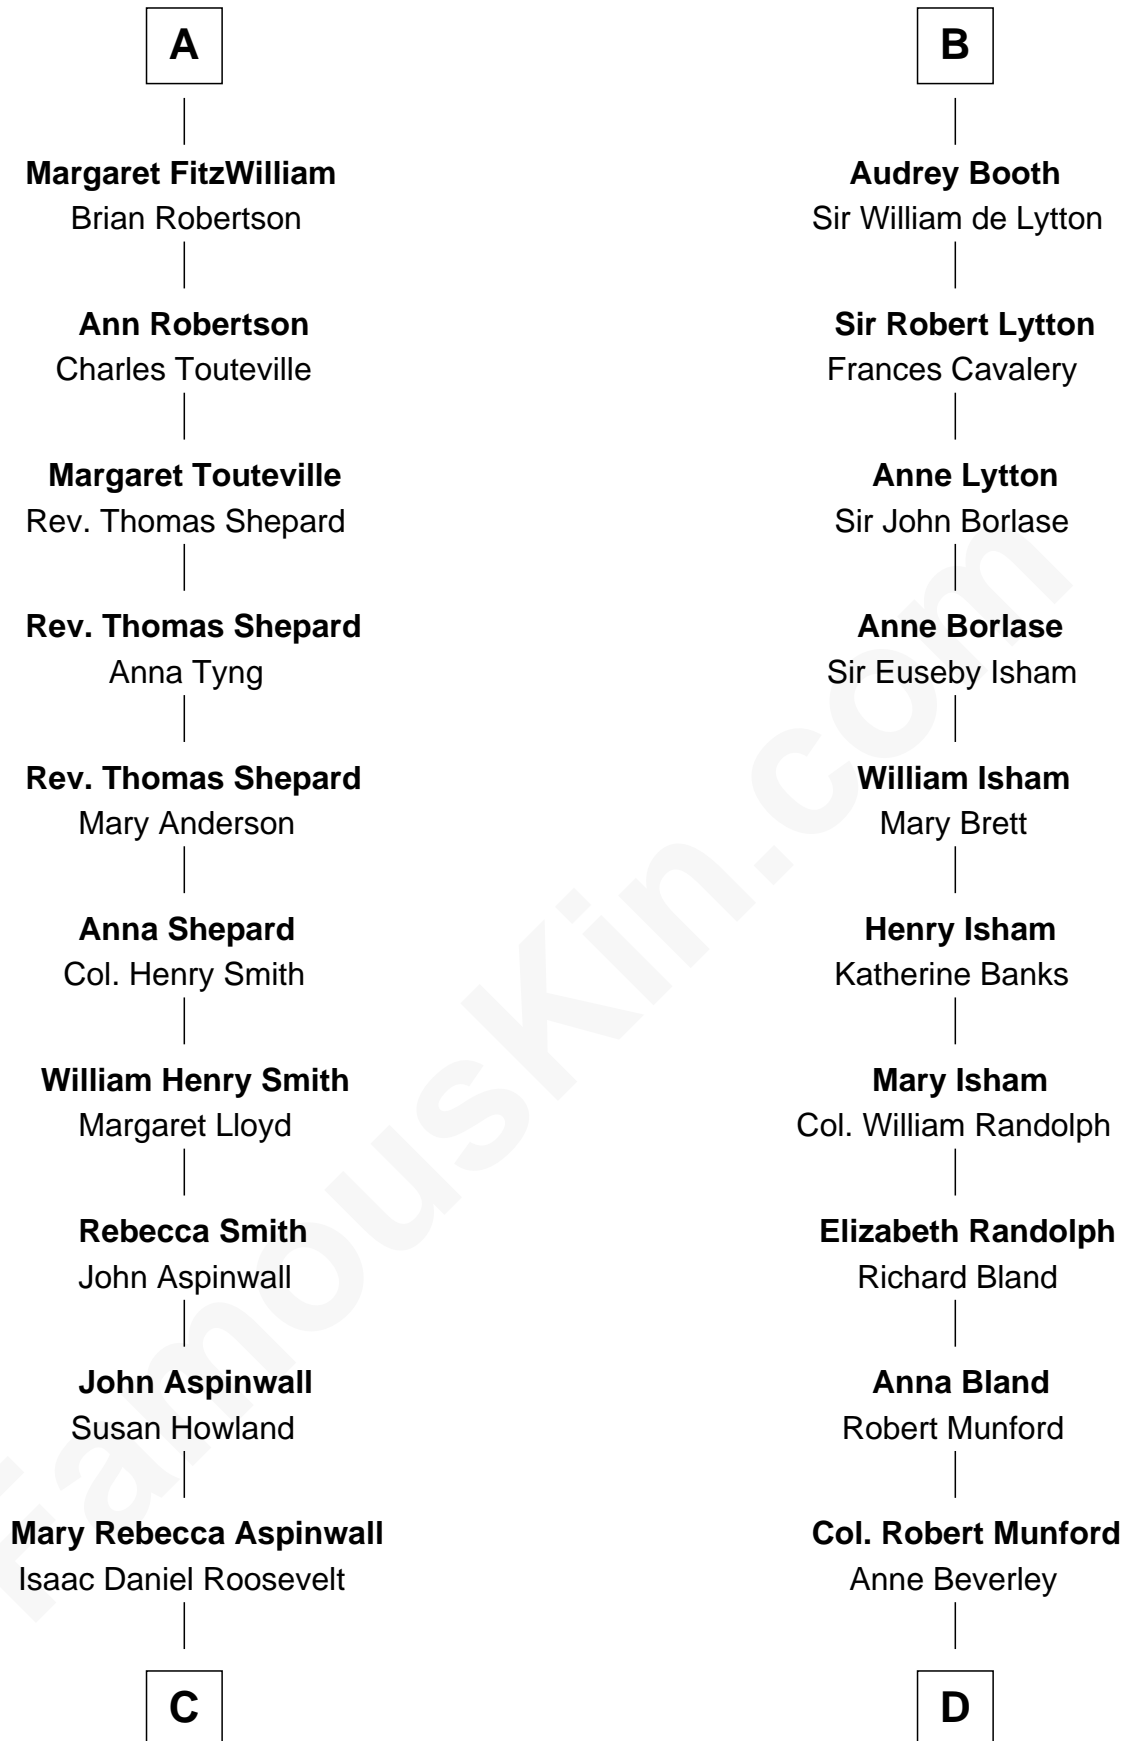 A
Margaret FitzWilliam
Brian Robertson
Ann Robertson
Charles Touteville
Margaret Touteville
Rev. Thomas Shepard
Rev. Thomas Shepard
Anna Tyng
Rev. Thomas Shepard
Mary Anderson
Anna Shepard
Col. Henry Smith
William Henry Smith
Margaret Lloyd
Rebecca Smith
John Aspinwall
John Aspinwall
Susan Howland
Mary Rebecca Aspinwall
Isaac Daniel Roosevelt
C
B
Audrey Booth
Sir William de Lytton
Sir Robert Lytton
Frances Cavalery
Anne Lytton
Sir John Borlase
Anne Borlase
Sir Euseby Isham
William Isham
Mary Brett
Henry Isham
Katherine Banks
Mary Isham
Col. William Randolph
Elizabeth Randolph
Richard Bland
Anna Bland
Robert Munford
Col. Robert Munford
Anne Beverley
D
FamousKin.com